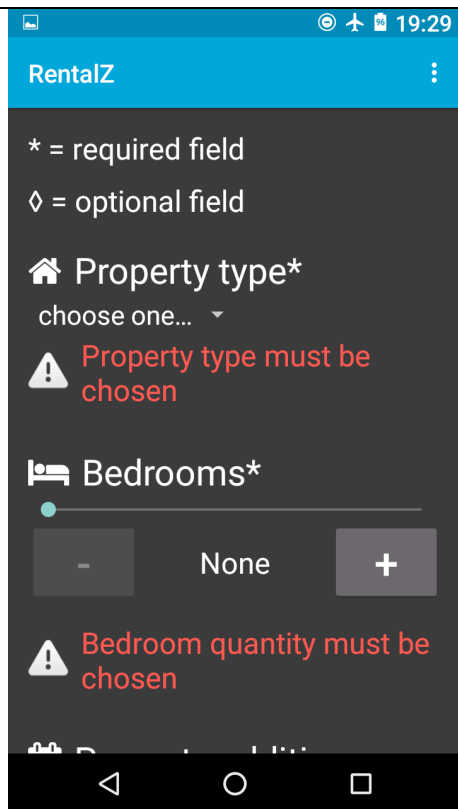 96 19:29
RentalZ
* = required field
◊ = optional field
Property type*
choose one...
Property type must be
chosen
Bedrooms*
- None +
Bedroom quantity must be
chosen